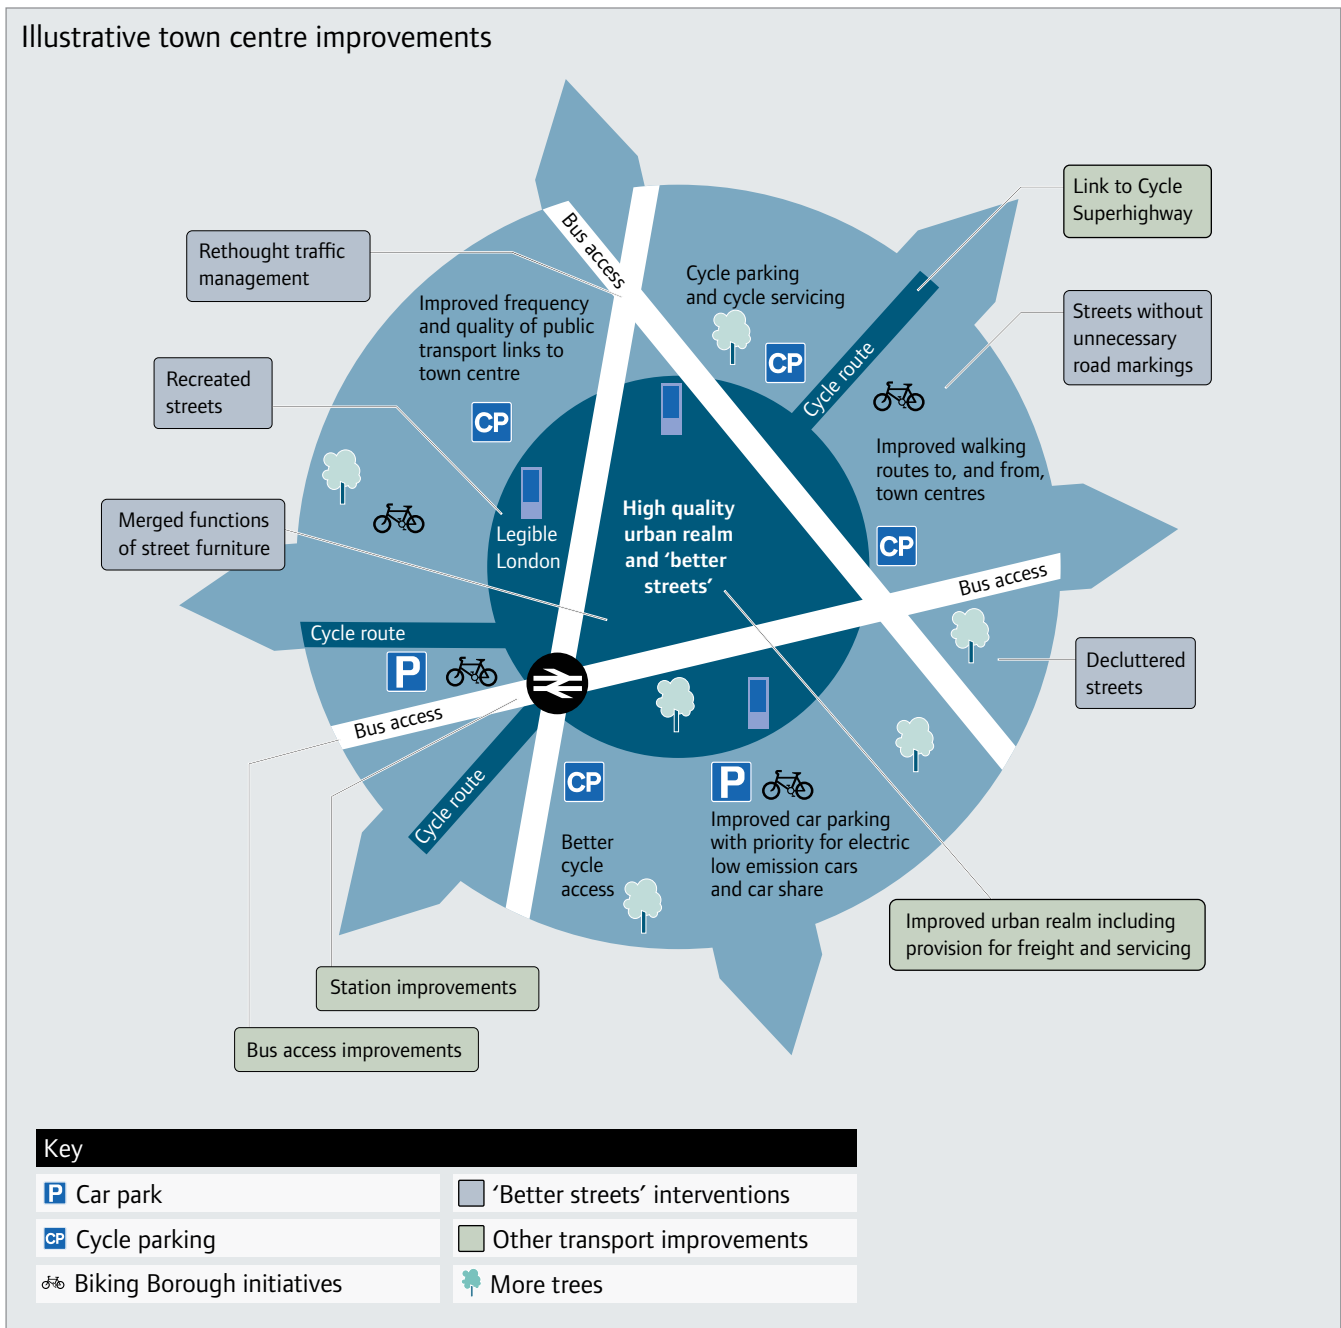 Illustrative town centre improvements
Link to Cycle
Superhighway
Rethought traffic
management
Bus access
Cycle parking
and cycle servicing
Improved frequency
and quality of public
transport links to
town centre
Streets without
unnecessary
road markings
CP
Cycle route
Recreated
streets
CP
Improved walking
routes to, and from,
town centres
Merged functions
of street furniture
Legible
London
High quality
urban realm
and ‘better
streets’
CP
Bus access
Cycle route
P
Decluttered
streets
Bus access
Cycle route
CP
P
Improved car parking
with priority for electric
low emission cars
and car share
Better
cycle
access
Improved urban realm including
provision for freight and servicing
Station improvements
Bus access improvements
Key
P Car park
‘Better streets’ interventions
CP Cycle parking
Other transport improvements
Biking Borough initiatives
More trees